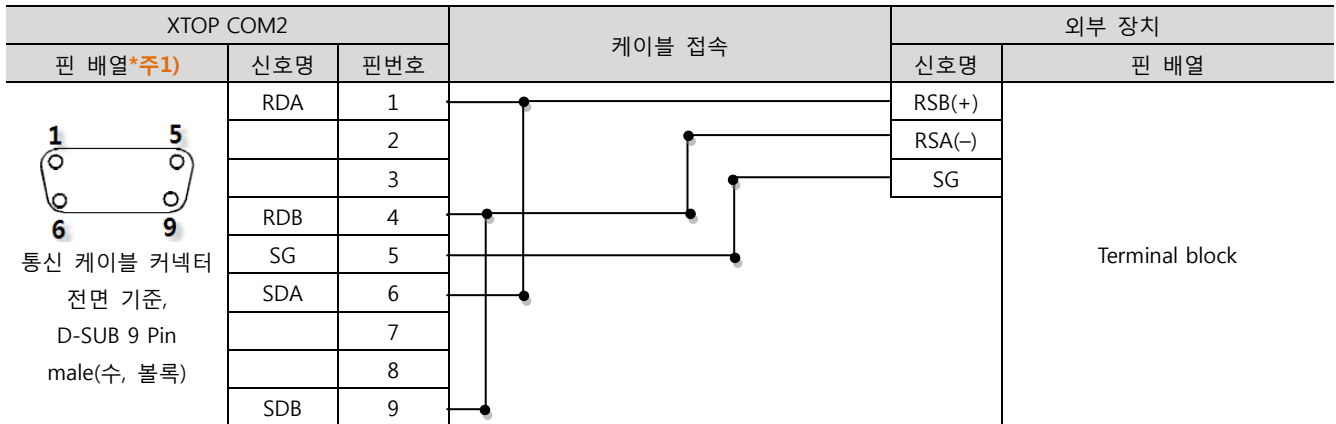 XTOP COM2 케이블 접속 외부 장치
핀 배열*주1) 신호명 핀번호 신호명 핀 배열
RDA 1 RSB(+)
2 RSA(–)
3 SG
RDB 4
SG 5
SDA 6
7
8
SDB 9
1 5
6 9
통신 케이블 커넥터
전면 기준,
D-SUB 9 Pin
male(수, 볼록)
Terminal block